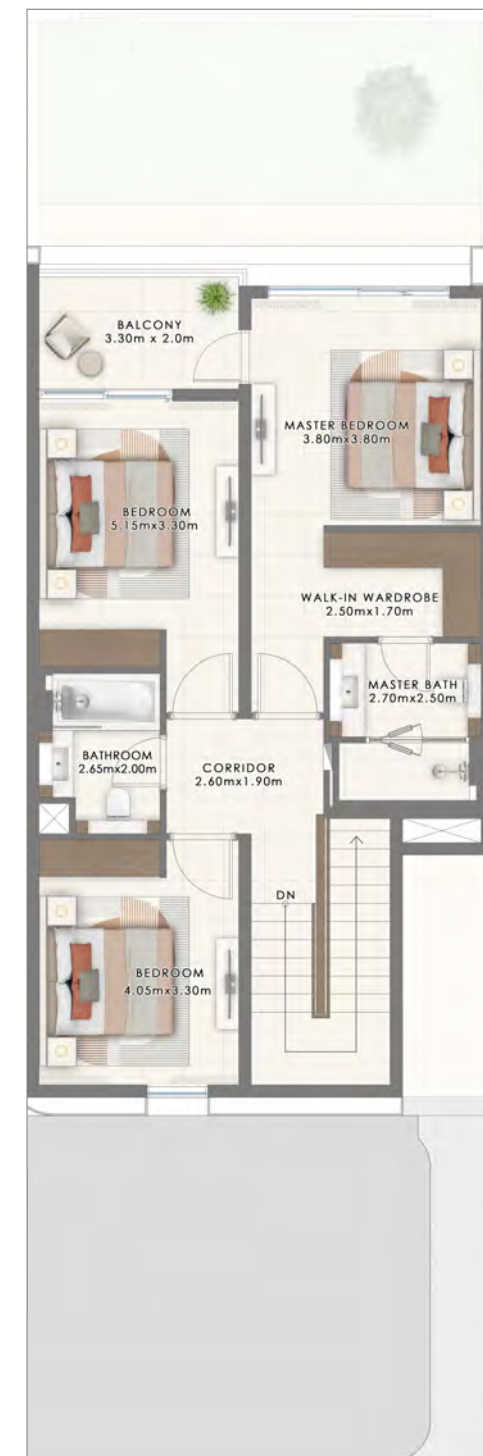 BALCONY
3.30m x 2.0m
MASTER BEDROOM
3.80mx3.80m
BEDROOM
5.15mx3.30m
WALK-IN WARDROBE
2.50mx1.70m
MASTER BATH
2.70mx2.50m
BATHROOM
2.65mx2.00m
CORRIDOR
2.60mx1.90m
DN
BEDROOM
4.05mx3.30m